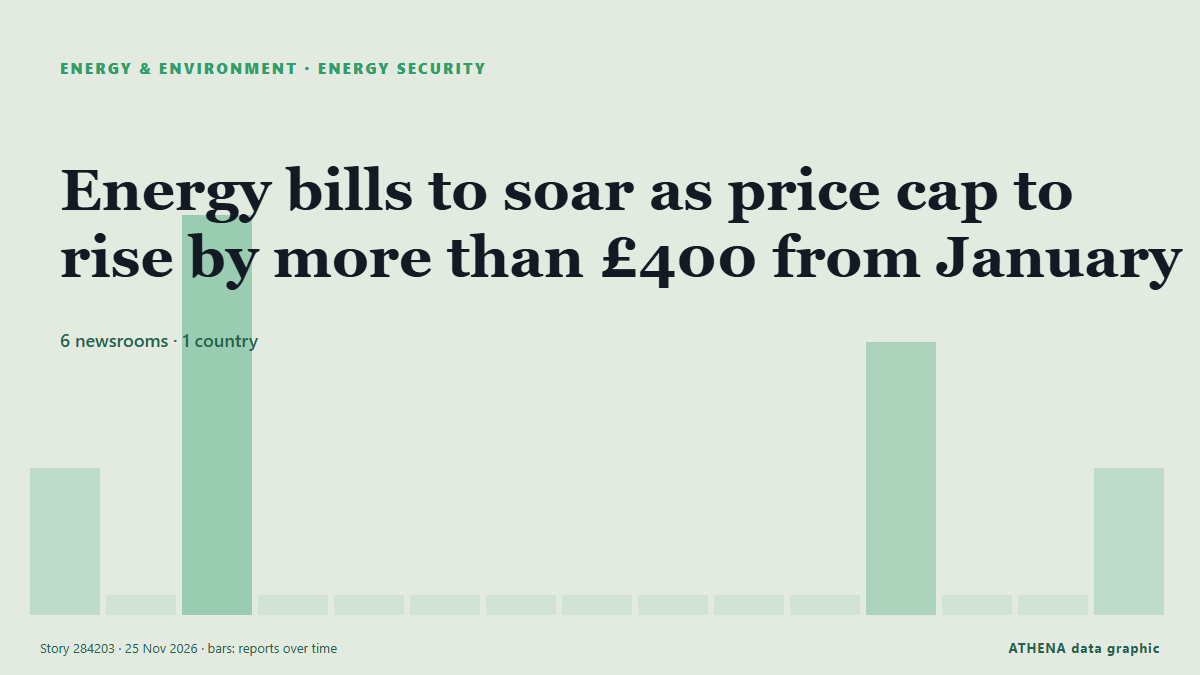 ENERGY & ENVIRONMENT · ENERGY SECURITY
Energy bills to soar as price cap to
rise by more than £400 from January
6 newsrooms · 1 country
Story 284203 · 25 Nov 2026 · bars: reports over time
ATHENA data graphic